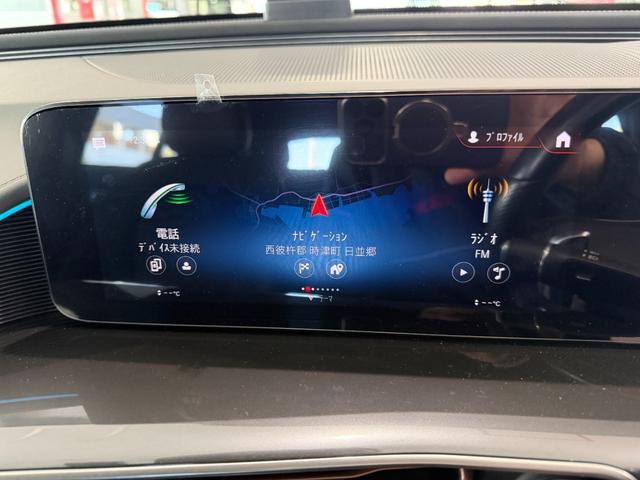 プロファイル
電話
デバイス未接続
ナビゲーション
西彼杵郡 時津町 日並郷
ラジオ
FM
--℃
--℃